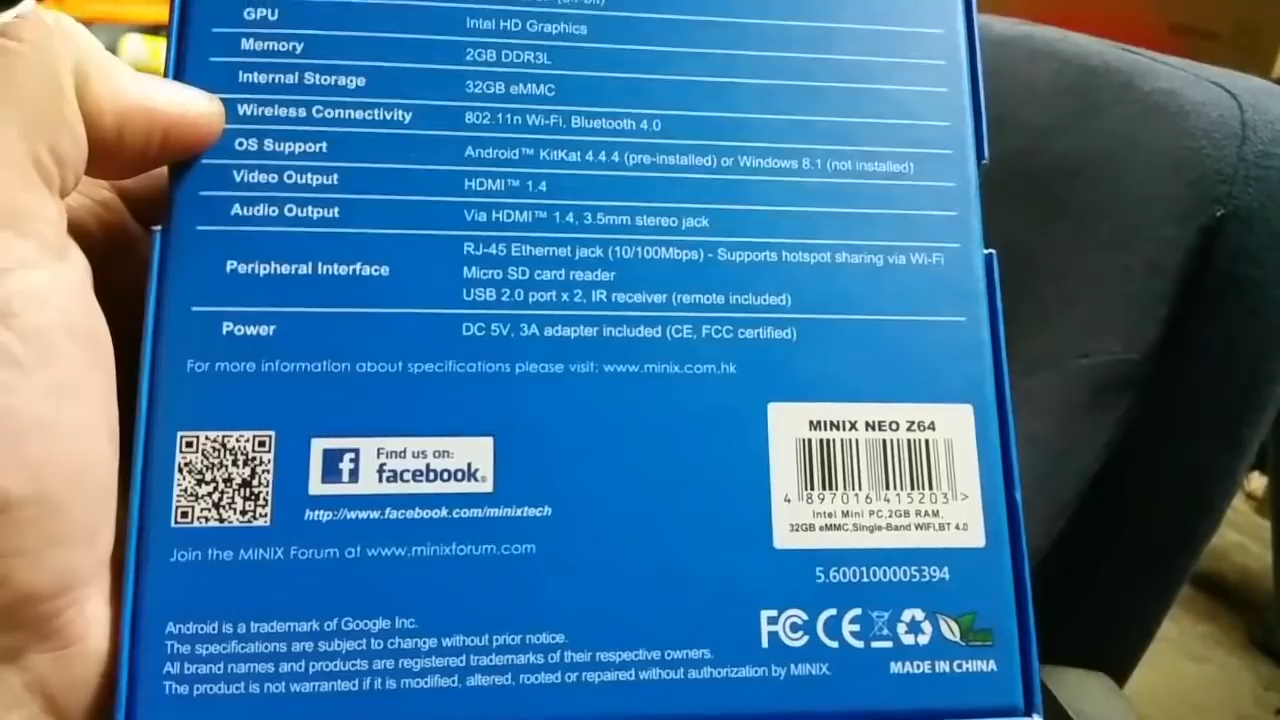 GPU Intel HD Graphics
Memory 2GB DDR3L
Internal Storage 32GB eMMC
Wireless Connectivity 802.11n Wi-Fi, Bluetooth 4.0
OS Support Android™ KitKat 4.4.4 (pre-installed) or Windows 8.1 (not installed)
Video Output HDMI™ 1.4
Audio Output Via HDMI™ 1.4, 3.5mm stereo jack
Peripheral Interface RJ-45 Ethernet jack (10/100Mbps) - Supports hotspot sharing via Wi-Fi
Micro SD card reader
USB 2.0 port x 2, IR receiver (remote included)
Power DC 5V, 3A adapter included (CE, FCC certified)
For more information about specifications please visit: www.minix.com.hk
Find us on:
facebook®
http://www.facebook.com/minixtech
Join the MINIX Forum at www.minixforum.com
MINIX NEO Z64
4 897016 415203 >
Intel Mini PC,2GB RAM,
32GB eMMC,Single-Band WIFI,BT 4.0
5.600100005394
FC CE
MADE IN CHINA
Android is a trademark of Google Inc.
The specifications are subject to change without prior notice.
All brand names and products are registered trademarks of their respective owners.
The product is not warranted if it is modified, altered, rooted or repaired without authorization by MINIX.